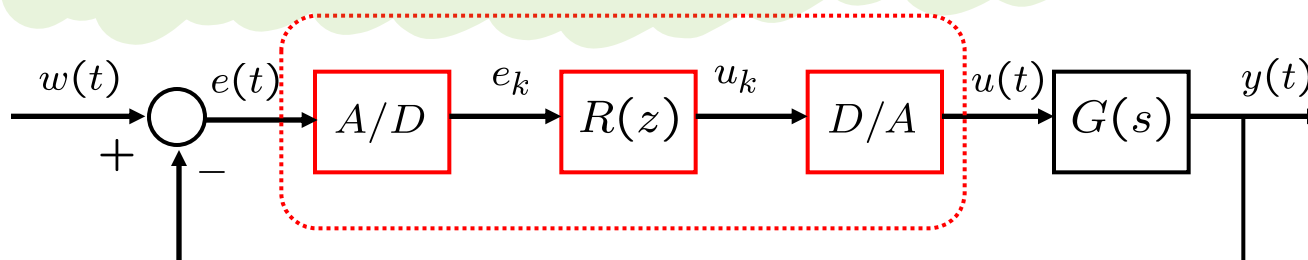 w(t) e(t) A/D e_k R(z) u_k D/A u(t) G(s) y(t)
+ −